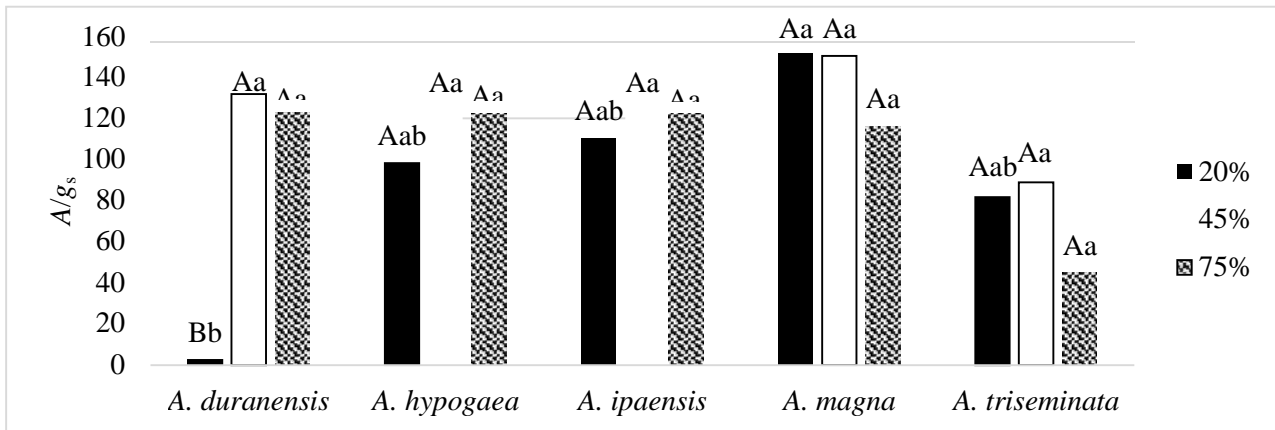 160
140
120
100
80
60
40
20
0
A/gs
Bb
Aa
Aa
Aab
Aa
Aa
Aab
Aa
Aa
Aa
Aa
Aa
Aab
Aa
Aa
A. duranensis
A. hypogaea
A. ipaensis
A. magna
A. triseminata
20%
45%
75%